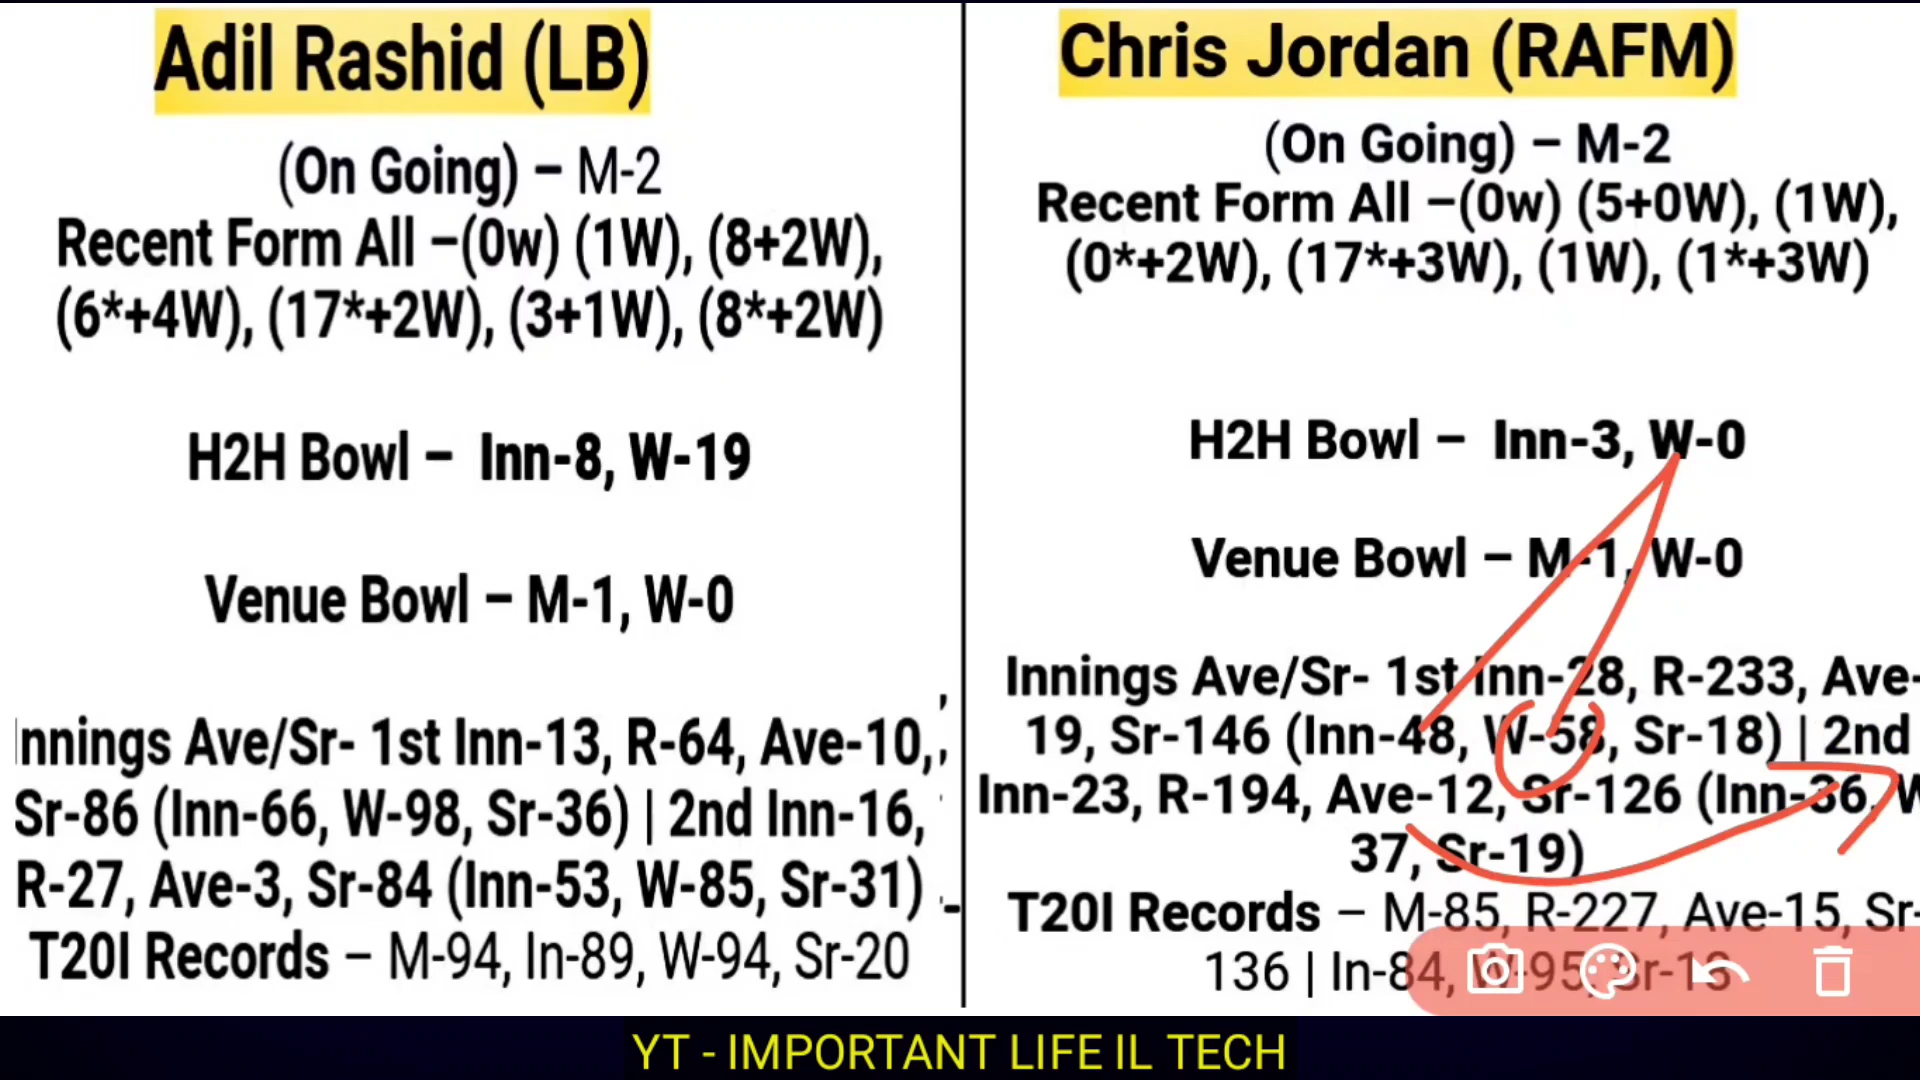 Adil Rashid (LB)
(On Going) – M-2
Recent Form All –(0w) (1W), (8+2W),
(6*+4W), (17*+2W), (3+1W), (8*+2W)
H2H Bowl – Inn-8, W-19
Venue Bowl – M-1, W-0
Innings Ave/Sr- 1st Inn-13, R-64, Ave-10,
Sr-86 (Inn-66, W-98, Sr-36) | 2nd Inn-16,
R-27, Ave-3, Sr-84 (Inn-53, W-85, Sr-31)
T20I Records – M-94, In-89, W-94, Sr-20
Chris Jordan (RAFM)
(On Going) – M-2
Recent Form All –(0w) (5+0W), (1W),
(0*+2W), (17*+3W), (1W), (1*+3W)
H2H Bowl – Inn-3, W-0
Venue Bowl – M-1, W-0
Innings Ave/Sr- 1st Inn-28, R-233, Ave-
19, Sr-146 (Inn-48, W-58, Sr-18) | 2nd
Inn-23, R-194, Ave-12, Sr-126 (Inn-36, W
37, Sr-19)
T20I Records – M-85, R-227, Ave-15, Sr-
136 | In-84, W-95, Sr-
YT - IMPORTANT LIFE IL TECH